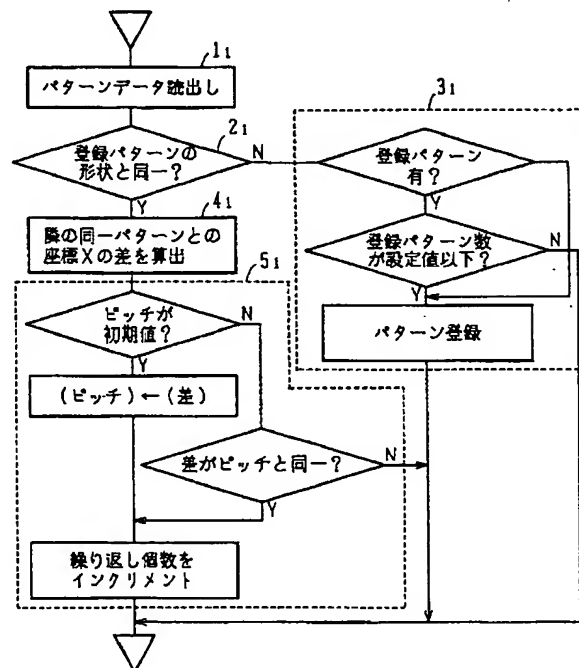 1₁
パターンデータ読出し
2₁
登録パターンの
形状と同一?
N
Y
3₁
登録パターン
有?
Y
登録パターン数
が設定値以下?
N
Y
パターン登録
4₁
隣の同一パターンとの
座標Xの差を算出
5₁
ピッチが
初期値?
N
Y
(ピッチ)←(差)
差がピッチと同一?
N
Y
繰り返し個数を
インクリメント